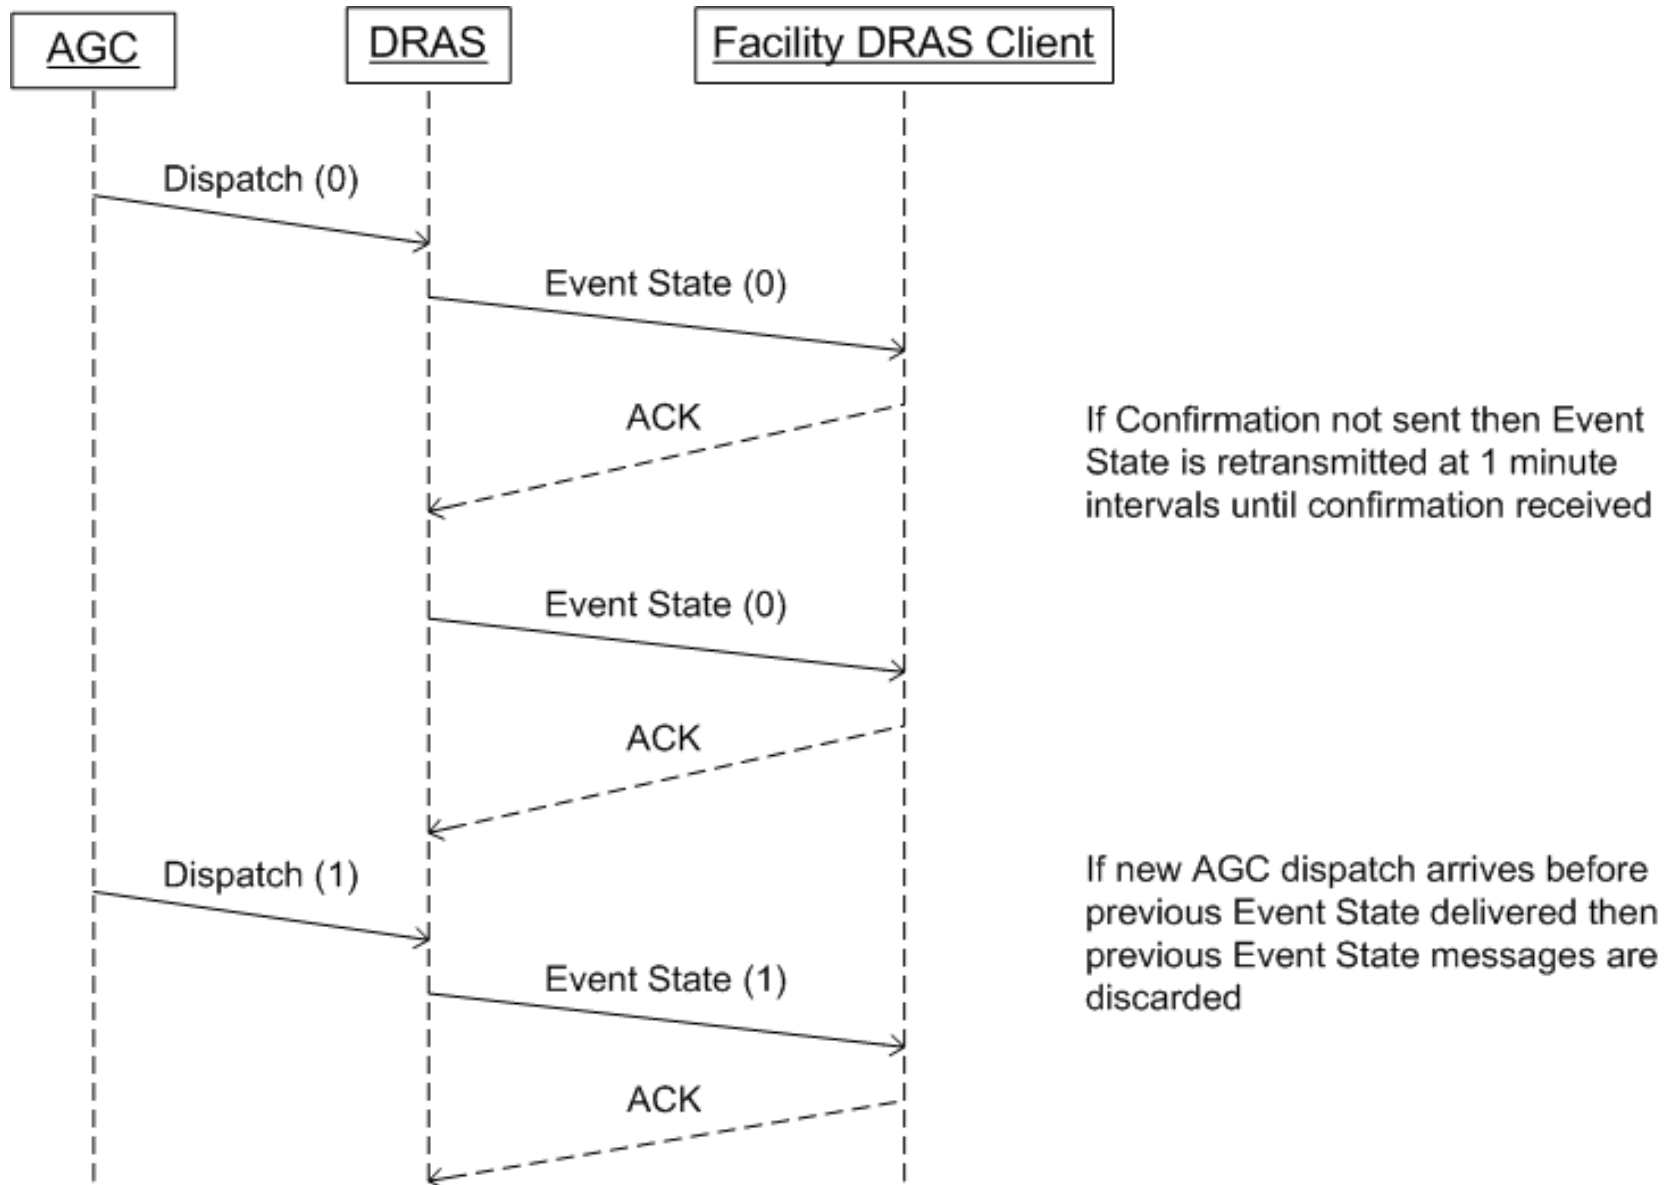 AGC
DRAS
Facility DRAS Client
Dispatch (0)
Event State (0)
ACK
If Confirmation not sent then Event
State is retransmitted at 1 minute
intervals until confirmation received
Event State (0)
ACK
Dispatch (1)
If new AGC dispatch arrives before
previous Event State delivered then
previous Event State messages are
discarded
Event State (1)
ACK